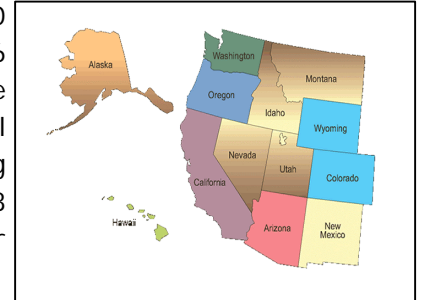 Alaska
Washington
Montana
Oregon
Idaho
Wyoming
Nevada
Utah
Colorado
California
Hawaii
Arizona
New
Mexico